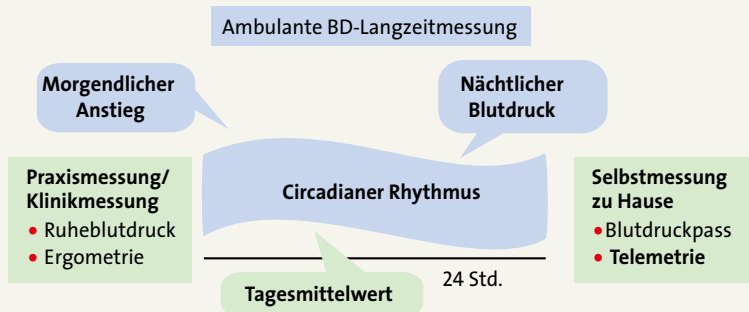 Ambulante BD-Langzeitmessung
Morgendlicher
Anstieg
Nächtlicher
Blutdruck
Praxismessung/
Klinikmessung
• Ruheblutdruck
• Ergometrie
Circadianer Rhythmus
Selbstmessung
zu Hause
• Blutdruckpass
• Telemetrie
24 Std.
Tagesmittelwert